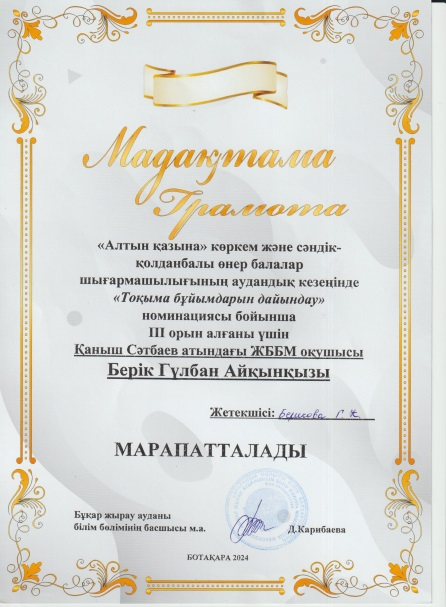 Мадақтама
Грамота
«Алтын қазына» көркем және сәндік-
қолданбалы өнер балалар
шығармашылығының аудандық кезеңінде
«Тоқыма бұйымдарын дайындау»
номинациясы бойынша
III орын алғаны үшін
Қаныш Сәтбаев атындағы ЖББМ оқушысы
Берік Гүлбан Айқынқызы
Жетекшісі: Г. К.
МАРАПАТТАЛАДЫ
Бұқар жырау ауданы
білім бөлімінің басшысы м.а. Д.Карибаева
БОТАҚАРА 2024